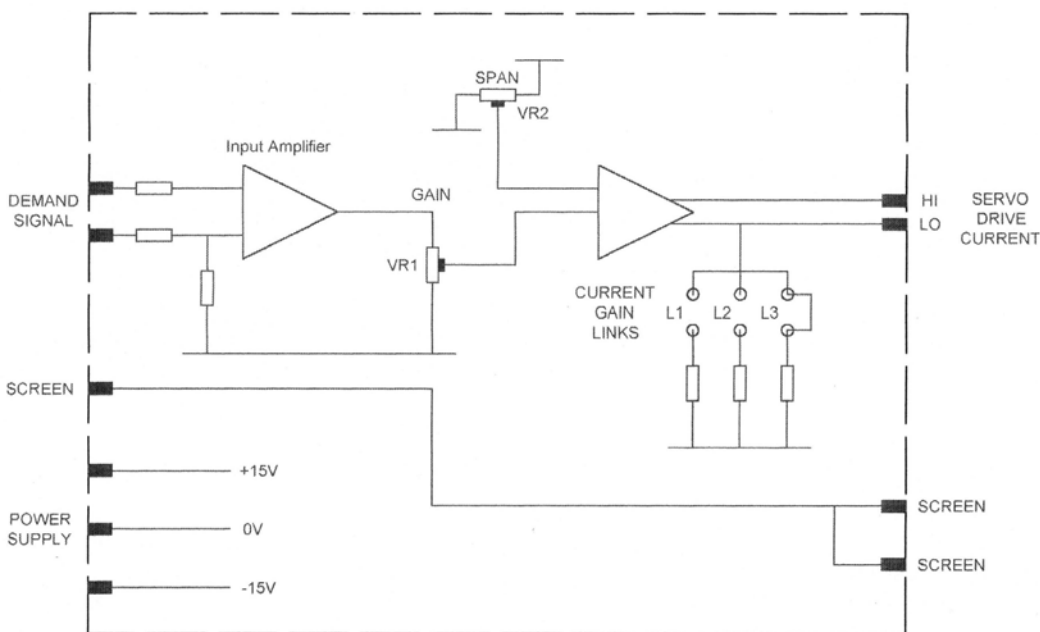 SPAN
VR2
Input Amplifier
DEMAND
SIGNAL
GAIN
VR1
HI
LO
SERVO
DRIVE
CURRENT
CURRENT
GAIN
LINKS
L1
L2
L3
SCREEN
+15V
POWER
SUPPLY
0V
-15V
SCREEN
SCREEN